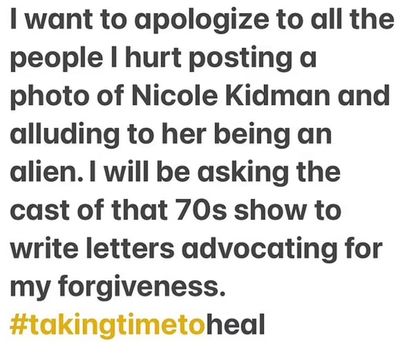 I want to apologize to all the
people I hurt posting a
photo of Nicole Kidman and
alluding to her being an
alien. I will be asking the
cast of that 70s show to
write letters advocating for
my forgiveness.
#takingtimetoheal